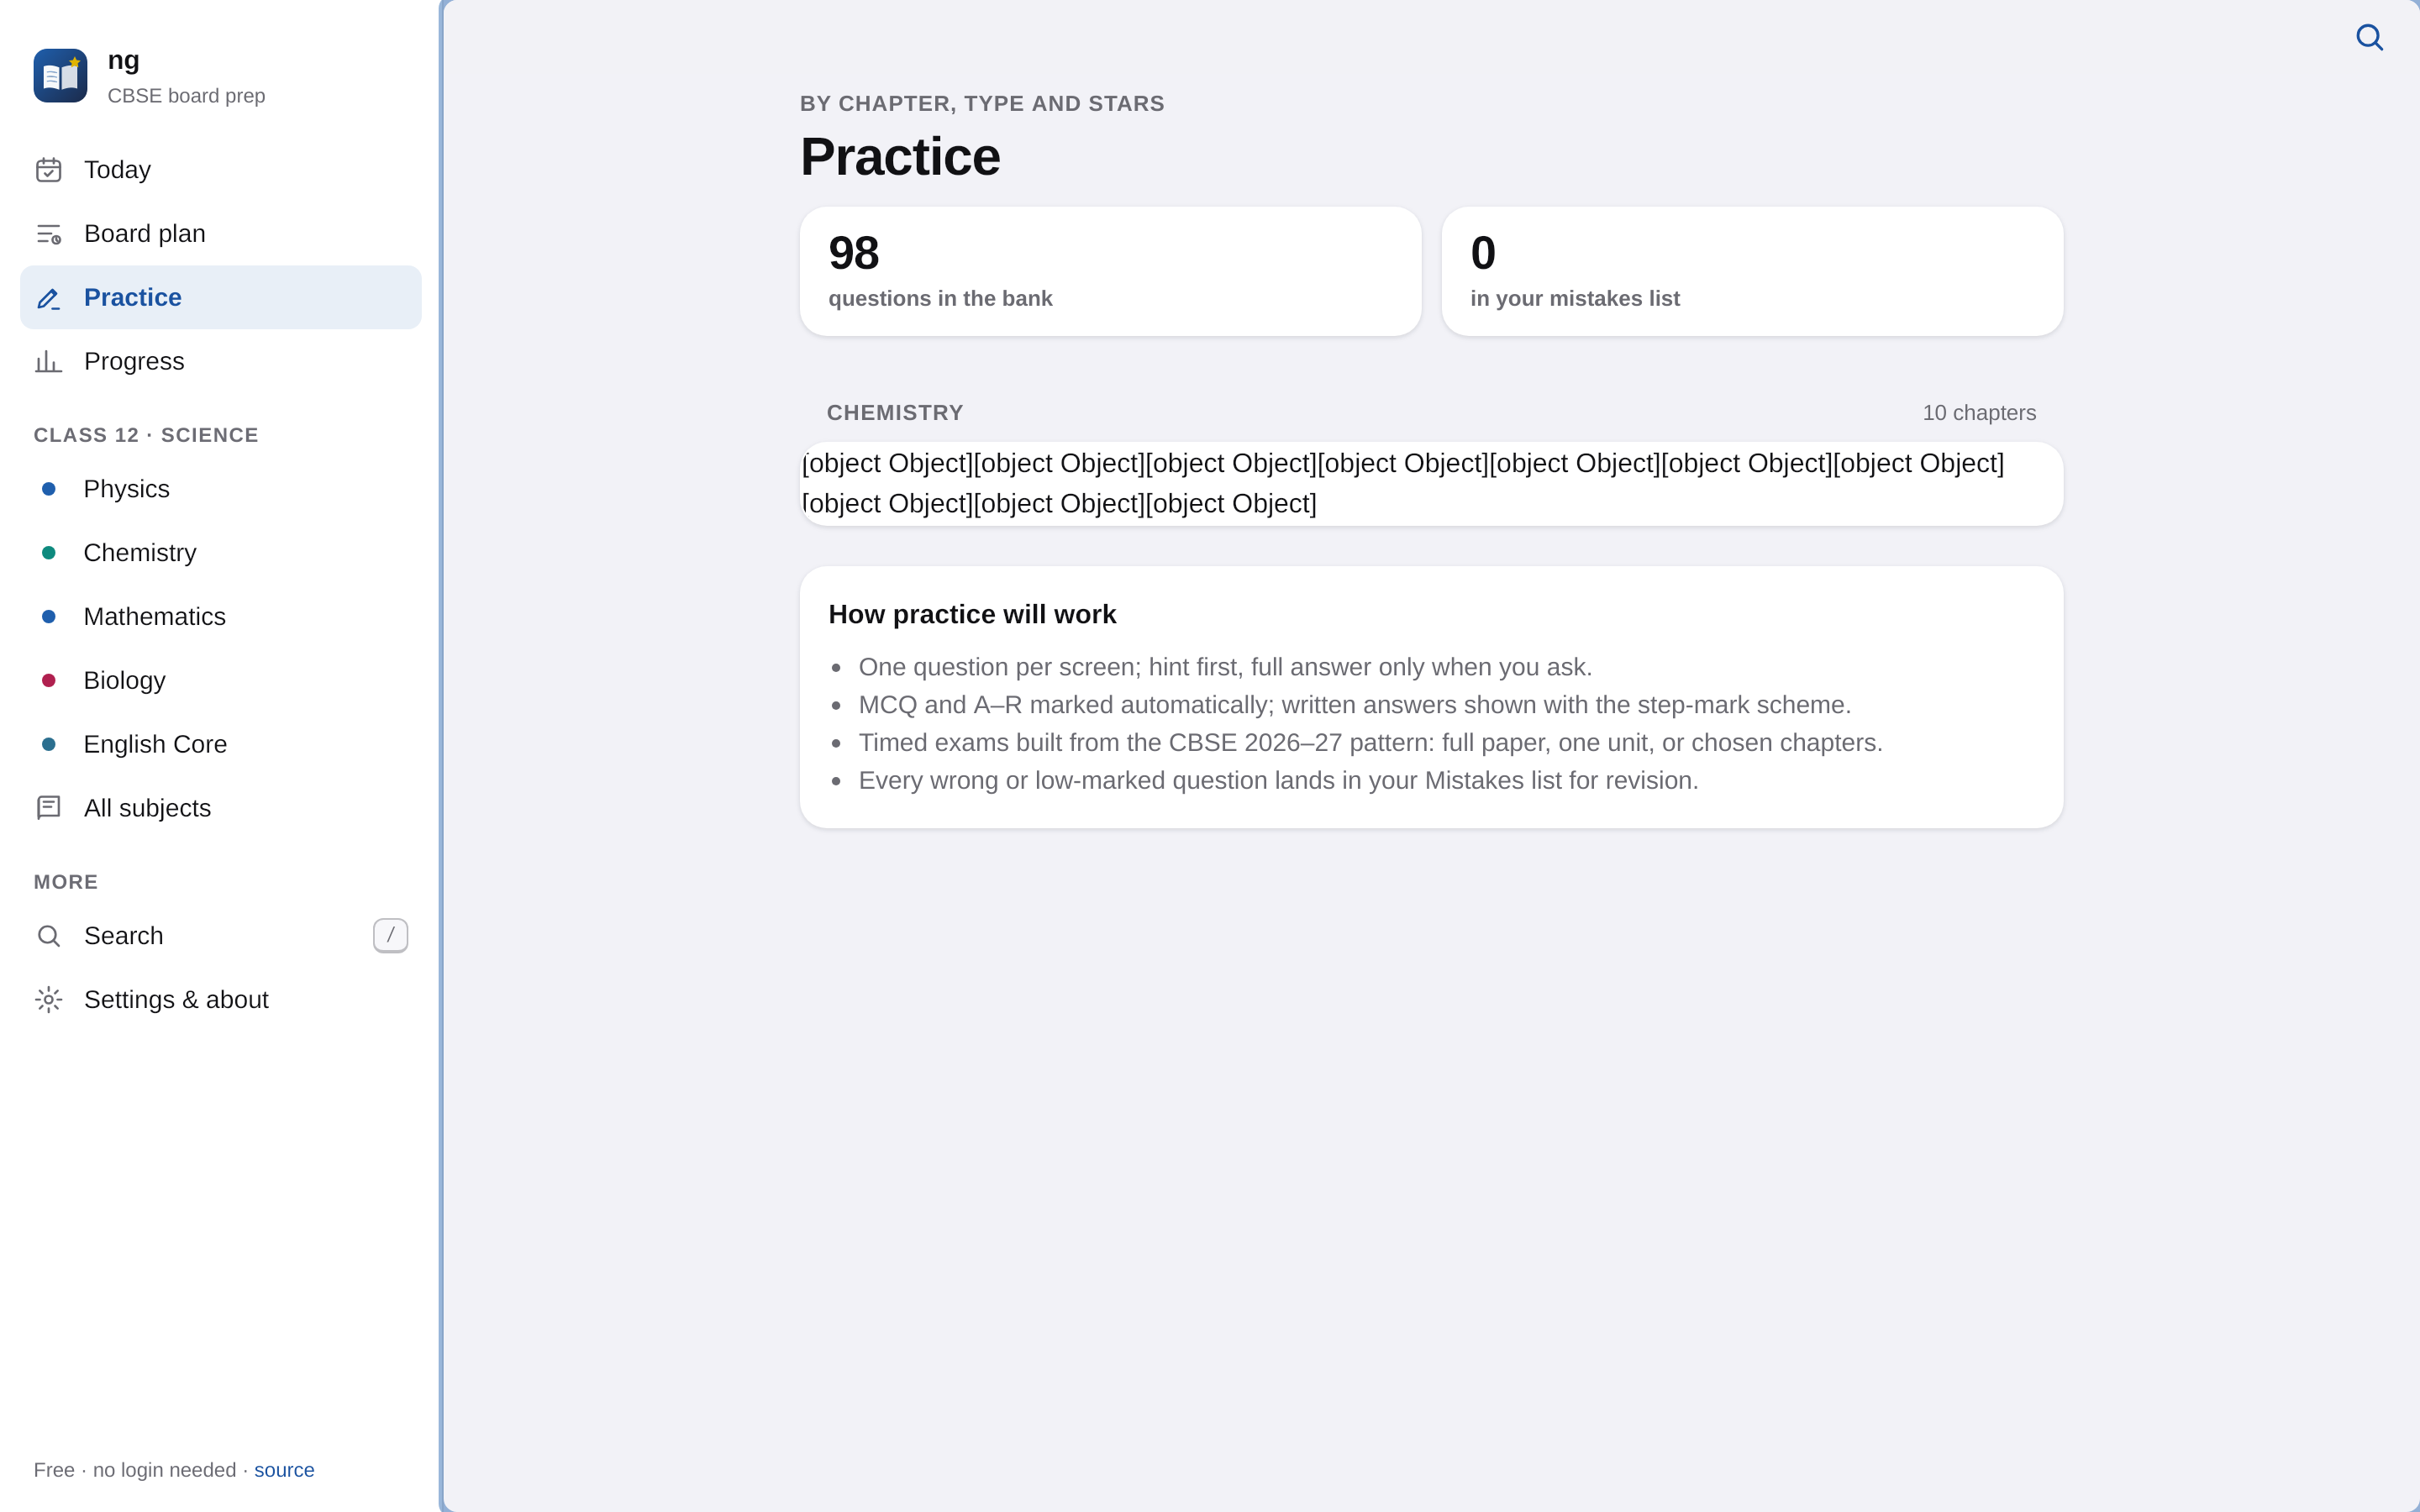 ng
CBSE board prep
Today
Board plan
Practice
Progress
CLASS 12 · SCIENCE
Physics
Chemistry
Mathematics
Biology
English Core
All subjects
MORE
Search
/
Settings & about
Free · no login needed · source
BY CHAPTER, TYPE AND STARS
Practice
98
questions in the bank
0
in your mistakes list
CHEMISTRY
10 chapters
[object Object][object Object][object Object][object Object][object Object][object Object][object Object]
[object Object][object Object][object Object]
How practice will work
One question per screen; hint first, full answer only when you ask.
MCQ and A–R marked automatically; written answers shown with the step-mark scheme.
Timed exams built from the CBSE 2026–27 pattern: full paper, one unit, or chosen chapters.
Every wrong or low-marked question lands in your Mistakes list for revision.